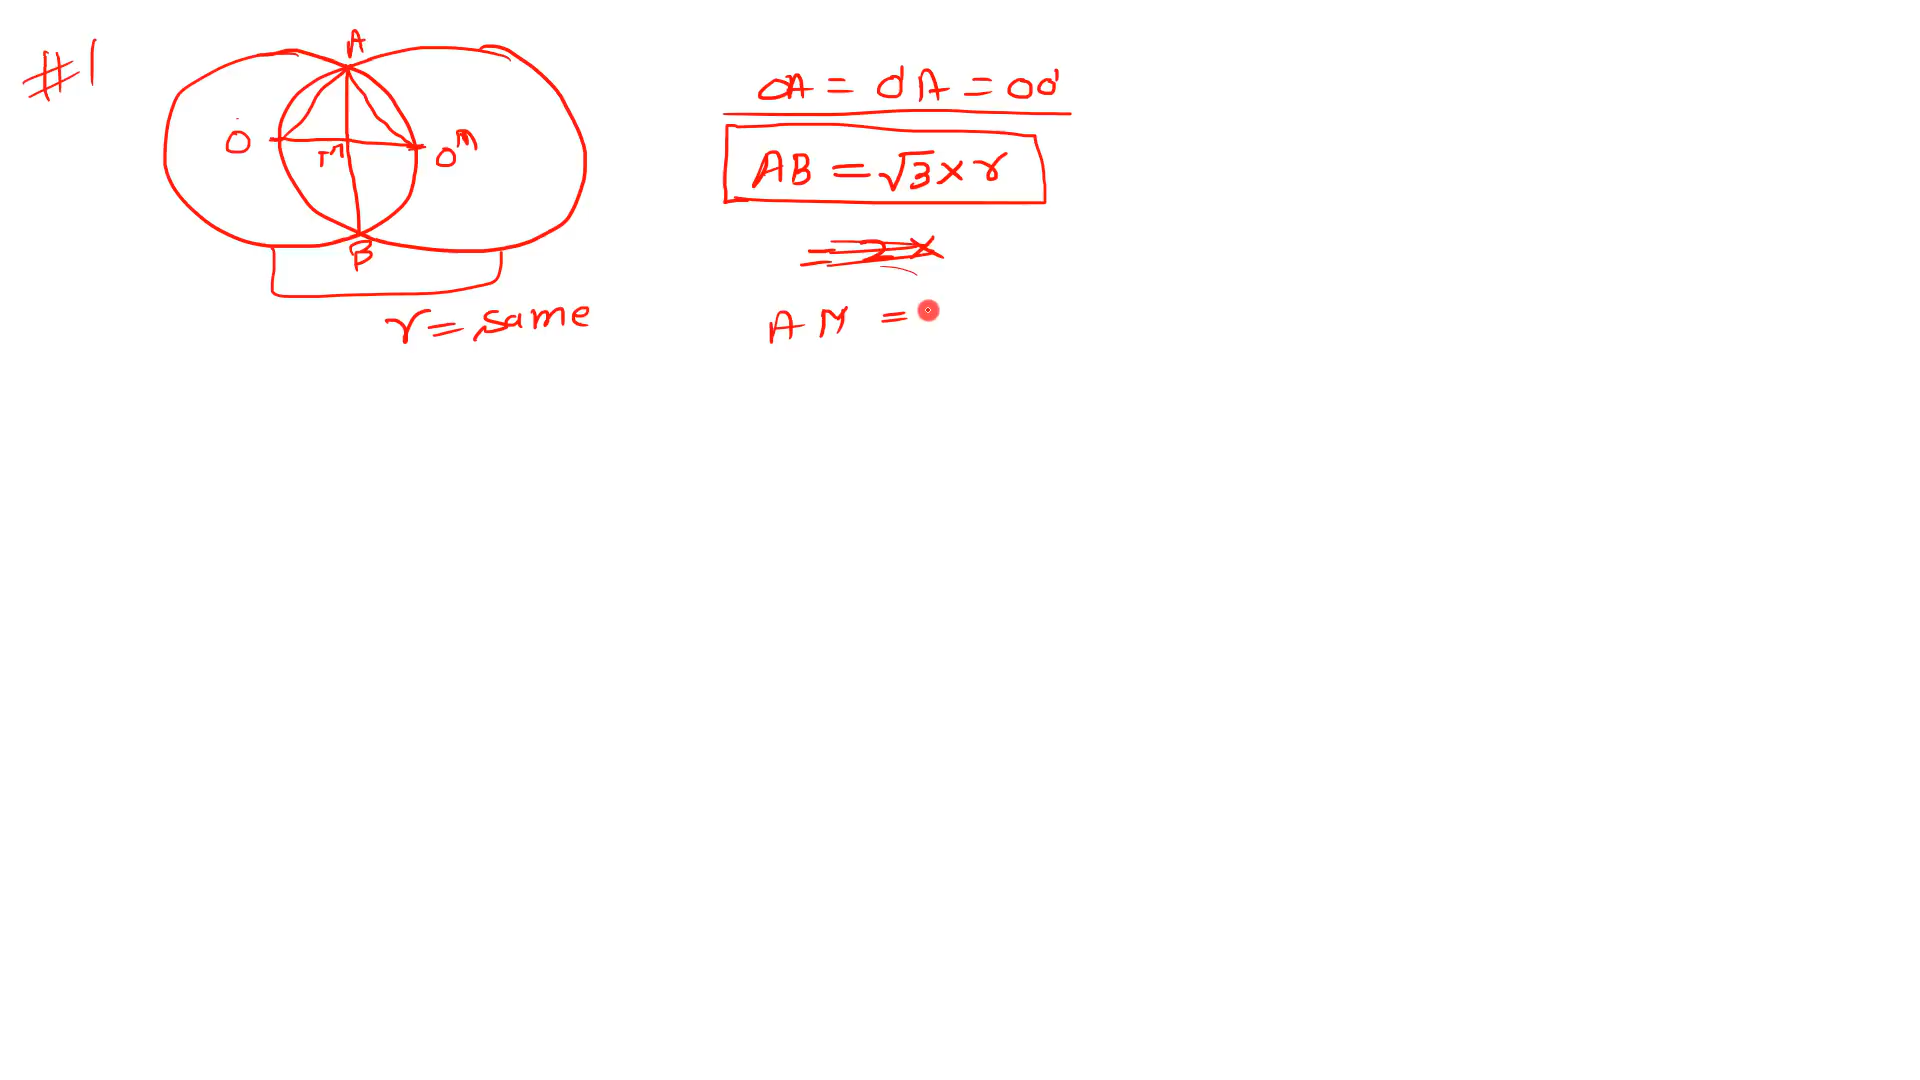 #1
A
O
M
O'
B
r = same
OA = O'A = OO'
AB = √3 × r
AM =